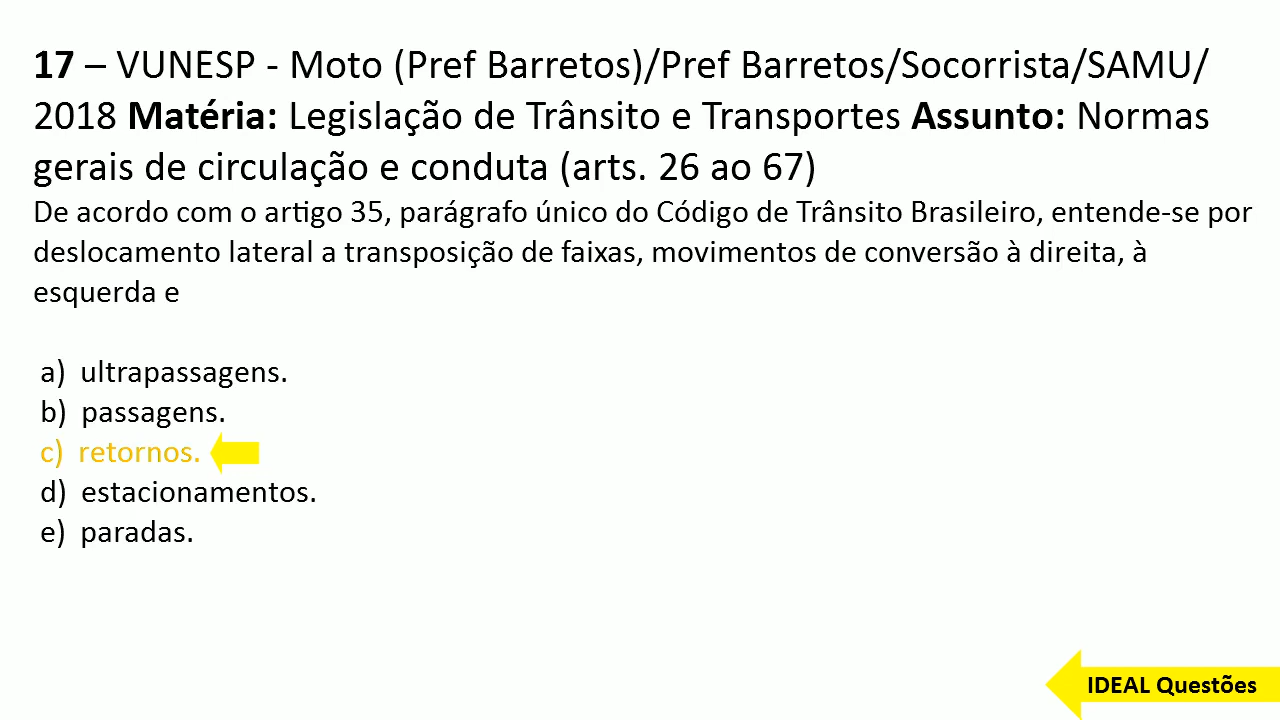 17 – VUNESP - Moto (Pref Barretos)/Pref Barretos/Socorrista/SAMU/
2018 Matéria: Legislação de Trânsito e Transportes Assunto: Normas
gerais de circulação e conduta (arts. 26 ao 67)
De acordo com o artigo 35, parágrafo único do Código de Trânsito Brasileiro, entende-se por
deslocamento lateral a transposição de faixas, movimentos de conversão à direita, à
esquerda e
a) ultrapassagens.
b) passagens.
c) retornos.
d) estacionamentos.
e) paradas.
IDEAL Questões